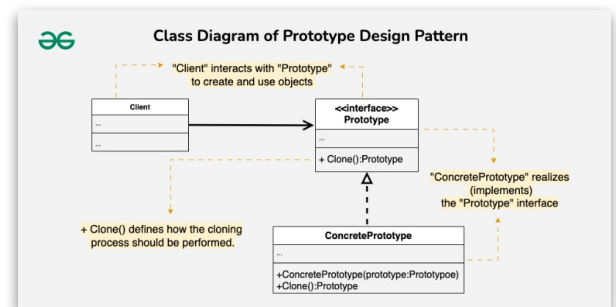 Class Diagram of Prototype Design Pattern
"Client" interacts with "Prototype"
to create and use objects
Client
...
...
<<interface>>
Prototype
...
+ Clone():Prototype
"ConcretePrototype" realizes
(implements)
the "Prototype" interface
+ Clone() defines how the cloning
process should be performed.
ConcretePrototype
...
+ConcretePrototype(prototype:Prototypoe)
+Clone():Prototype